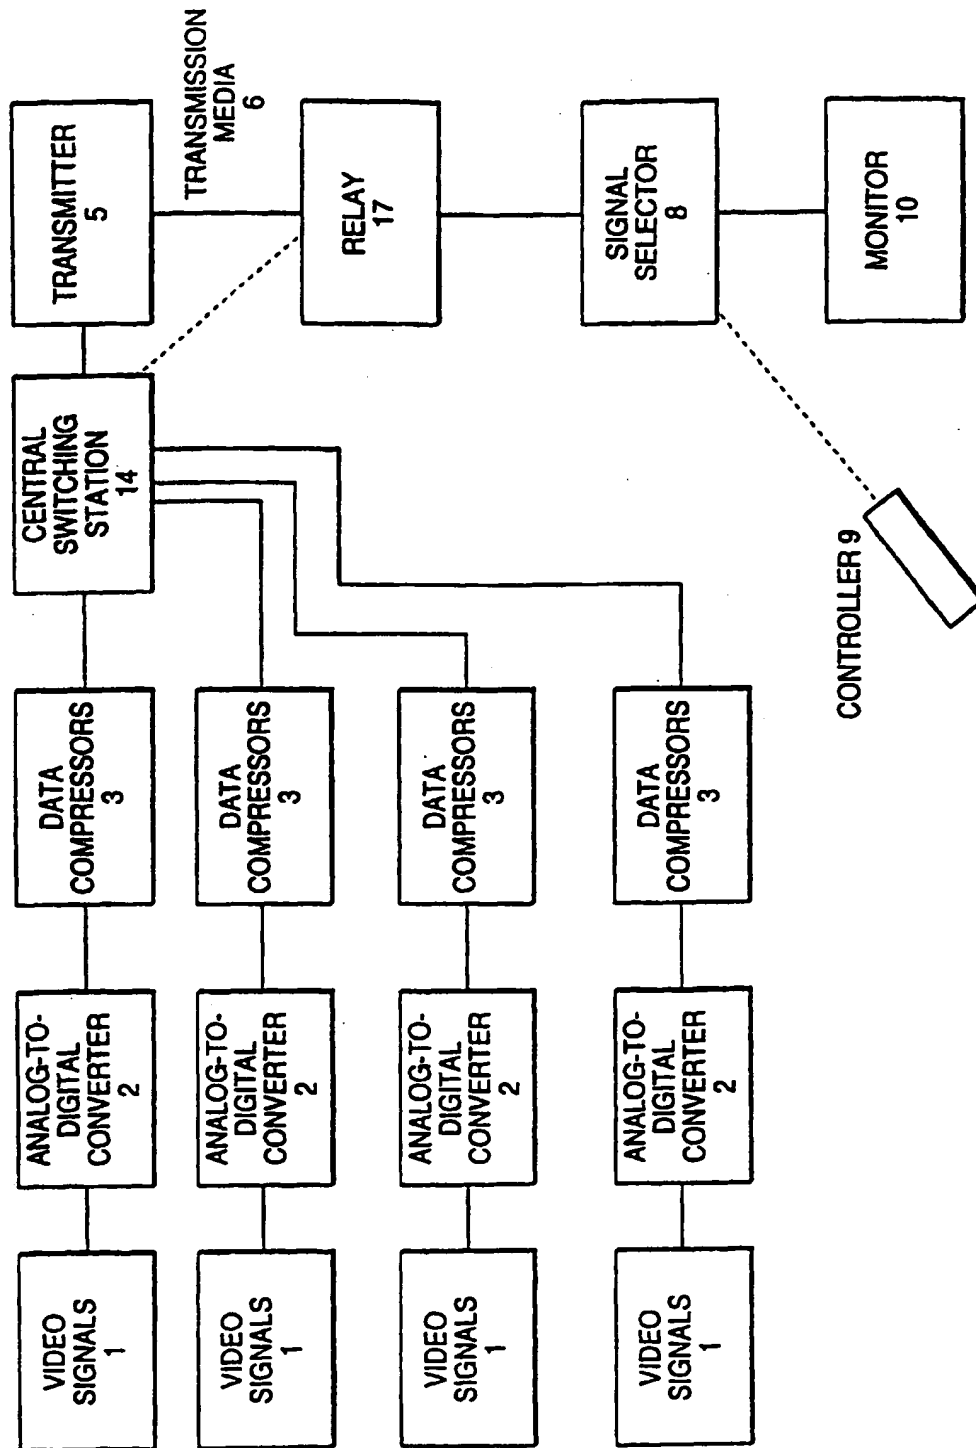 VIDEO
SIGNALS
1
ANALOG-TO-
DIGITAL
CONVERTER
2
DATA
COMPRESSORS
3
CENTRAL
SWITCHING
STATION
14
TRANSMITTER
5
VIDEO
SIGNALS
1
ANALOG-TO-
DIGITAL
CONVERTER
2
DATA
COMPRESSORS
3
TRANSMISSION
MEDIA
6
VIDEO
SIGNALS
1
ANALOG-TO-
DIGITAL
CONVERTER
2
DATA
COMPRESSORS
3
RELAY
17
VIDEO
SIGNALS
1
ANALOG-TO-
DIGITAL
CONVERTER
2
DATA
COMPRESSORS
3
SIGNAL
SELECTOR
8
CONTROLLER 9
MONITOR
10